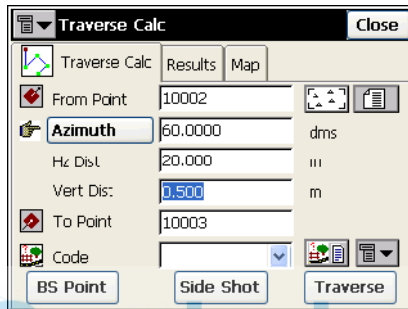 Traverse Calc Close
Traverse Calc Results Map
From Point 10002
Azimuth 60.0000 dms
Hz Dist 20.000 m
Vert Dist 0.500 m
To Point 10003
Code
BS Point Side Shot Traverse